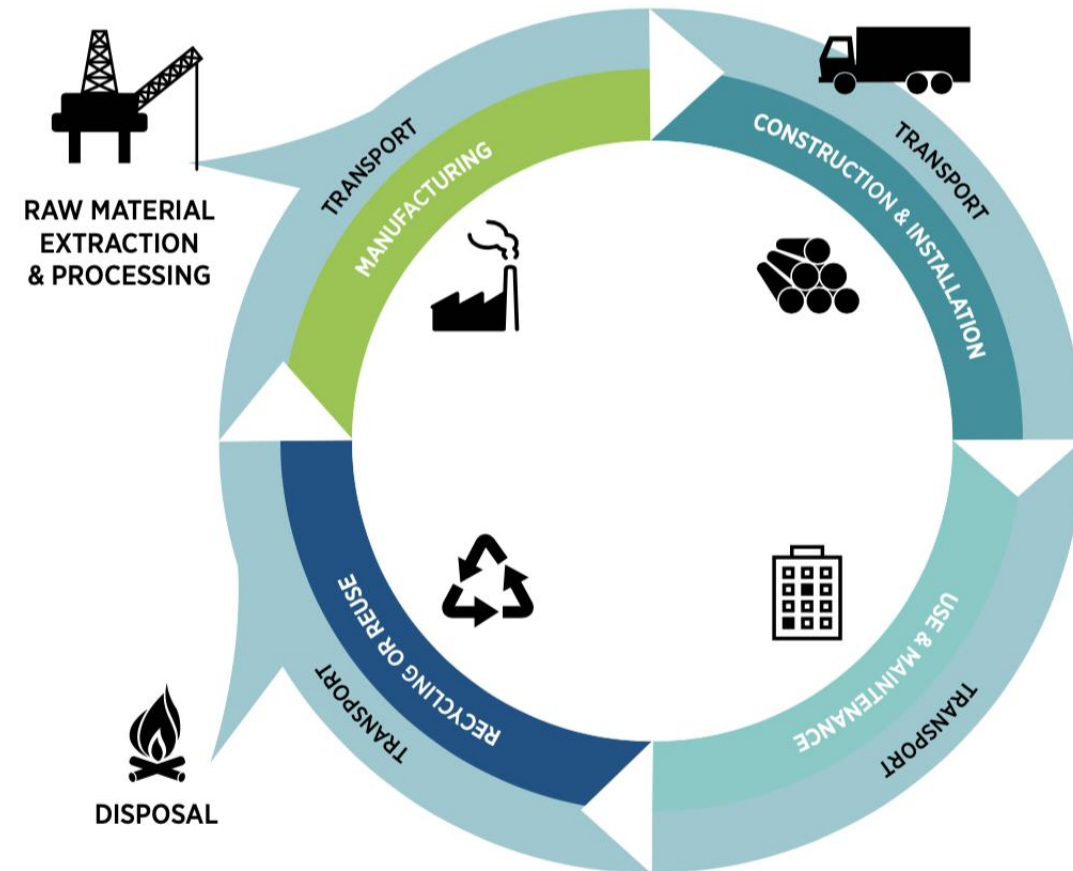 RAW MATERIAL
EXTRACTION
& PROCESSING
TRANSPORT
MANUFACTURING
CONSTRUCTION & INSTALLATION
TRANSPORT
USE & MAINTENANCE
TRANSPORT
RECYCLING OR REUSE
TRANSPORT
DISPOSAL